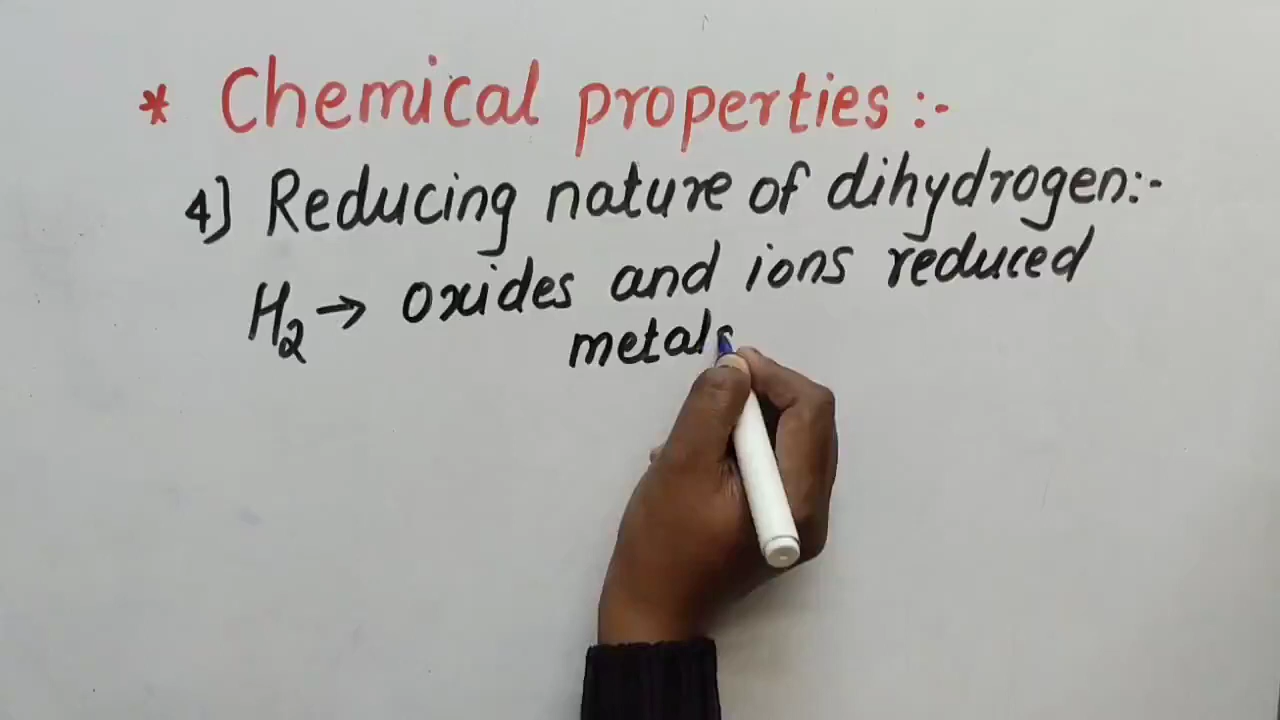 * Chemical properties :-
4) Reducing nature of dihydrogen:-
H₂ → oxides and ions reduced
metals